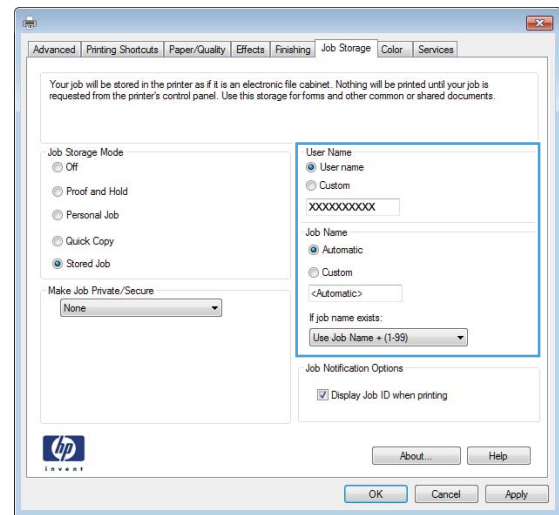 Advanced Printing Shortcuts Paper/Quality Effects Finishing Job Storage Color Services
Your job will be stored in the printer as if it is an electronic file cabinet. Nothing will be printed until your job is
requested from the printer's control panel. Use this storage for forms and other common or shared documents.
Job Storage Mode
Off
Proof and Hold
Personal Job
Quick Copy
Stored Job
Make Job Private/Secure
None
User Name
User name
Custom
XXXXXXXXXX
Job Name
Automatic
Custom
<Automatic>
If job name exists:
Use Job Name + (1-99)
Job Notification Options
Display Job ID when printing
hp
invent
About... Help
OK Cancel Apply